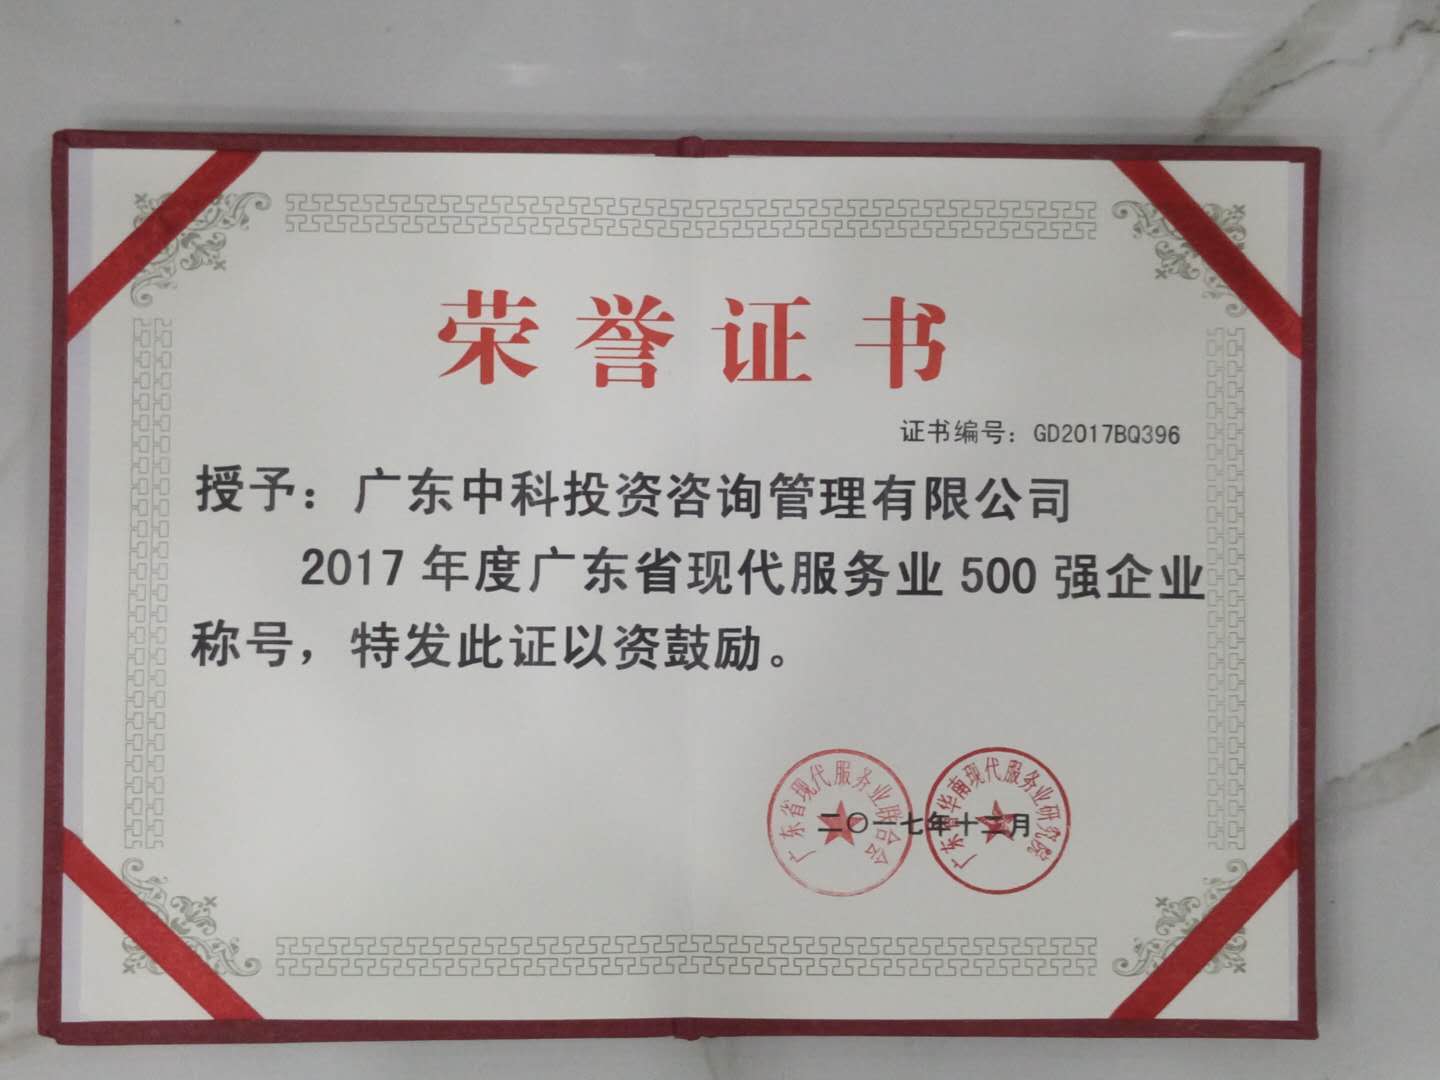 荣誉证书
证书编号：GD2017BQ396
授予：广东中科投资咨询管理有限公司
2017年度广东省现代服务业500强企业
称号，特发此证以资鼓励。
广东省现代服务业联合会
广东省华南现代服务业研究院
二〇一七年十二月